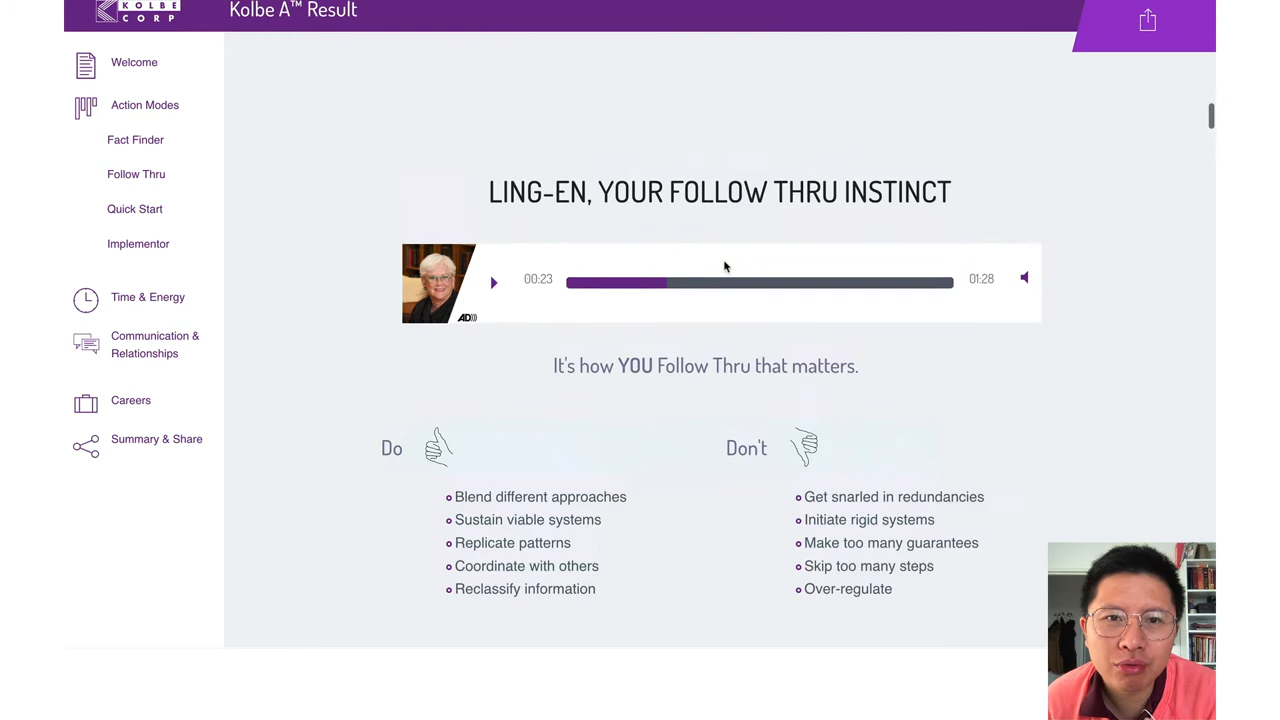 KOLBE
CORP
Kolbe A™ Result
Welcome
Action Modes
Fact Finder
Follow Thru
Quick Start
Implementor
Time & Energy
Communication &
Relationships
Careers
Summary & Share
LING-EN, YOUR FOLLOW THRU INSTINCT
00:23
01:28
AD
It's how YOU Follow Thru that matters.
Do
Blend different approaches
Sustain viable systems
Replicate patterns
Coordinate with others
Reclassify information
Don't
Get snarled in redundancies
Initiate rigid systems
Make too many guarantees
Skip too many steps
Over-regulate